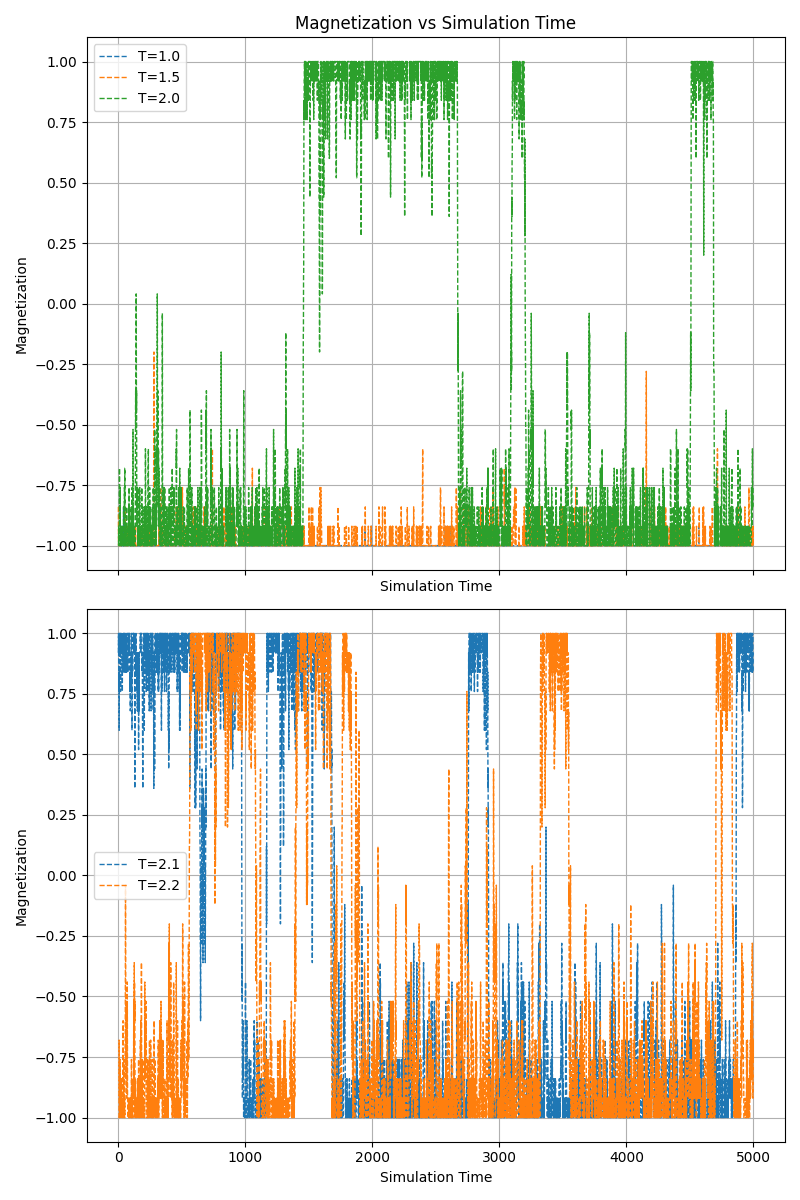 Magnetization vs Simulation Time
T=1.0
T=1.5
T=2.0
1.00
0.75
0.50
0.25
0.00
−0.25
−0.50
−0.75
−1.00
Magnetization
Simulation Time
T=2.1
T=2.2
1.00
0.75
0.50
0.25
0.00
−0.25
−0.50
−0.75
−1.00
Magnetization
0 1000 2000 3000 4000 5000
Simulation Time